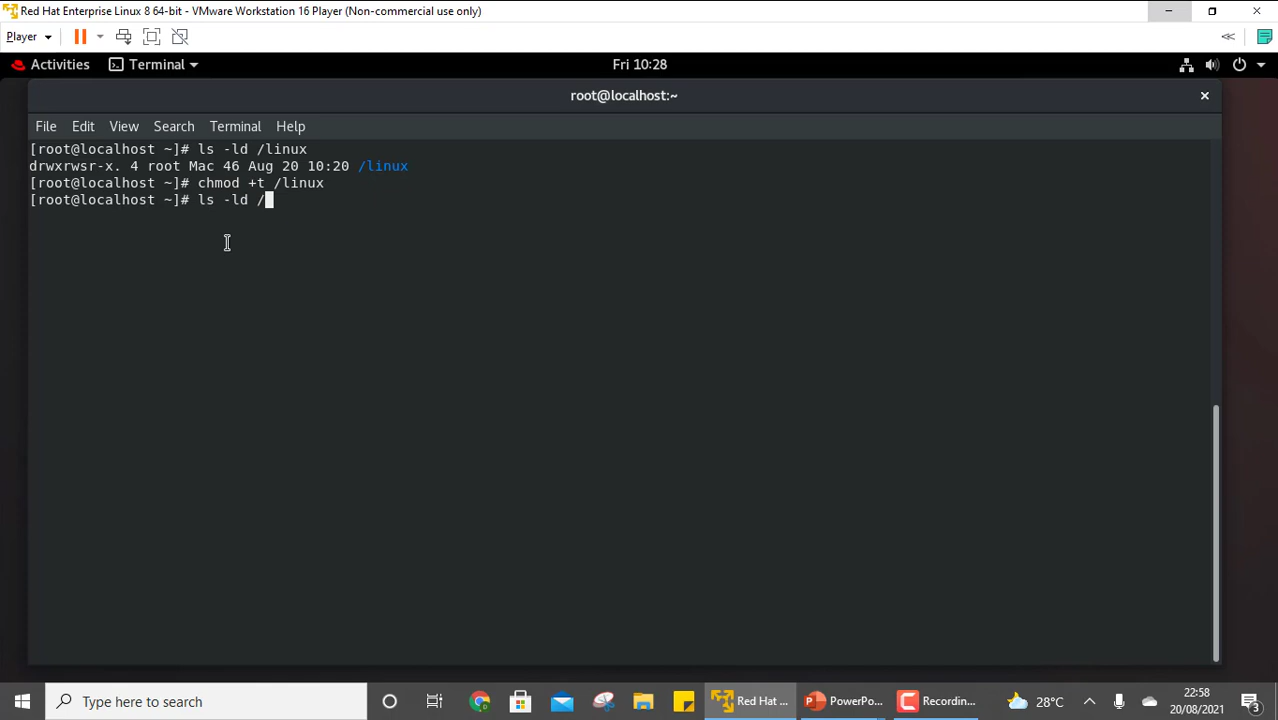 Red Hat Enterprise Linux 8 64-bit - VMware Workstation 16 Player (Non-commercial use only)
Player
Activities Terminal Fri 10:28
root@localhost:~
File Edit View Search Terminal Help
[root@localhost ~]# ls -ld /linux
drwxrwsr-x. 4 root Mac 46 Aug 20 10:20 /linux
[root@localhost ~]# chmod +t /linux
[root@localhost ~]# ls -ld /
Type here to search Red Hat ... PowerPo... Recordin... 28°C 22:58
20/08/2021 3